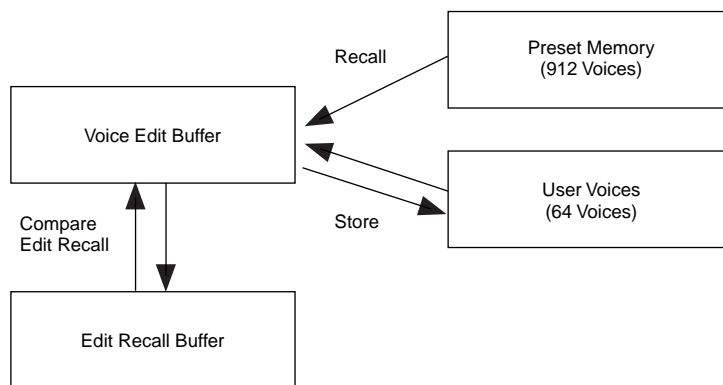 Recall
Preset Memory
(912 Voices)
Voice Edit Buffer
User Voices
(64 Voices)
Store
Compare
Edit Recall
Edit Recall Buffer